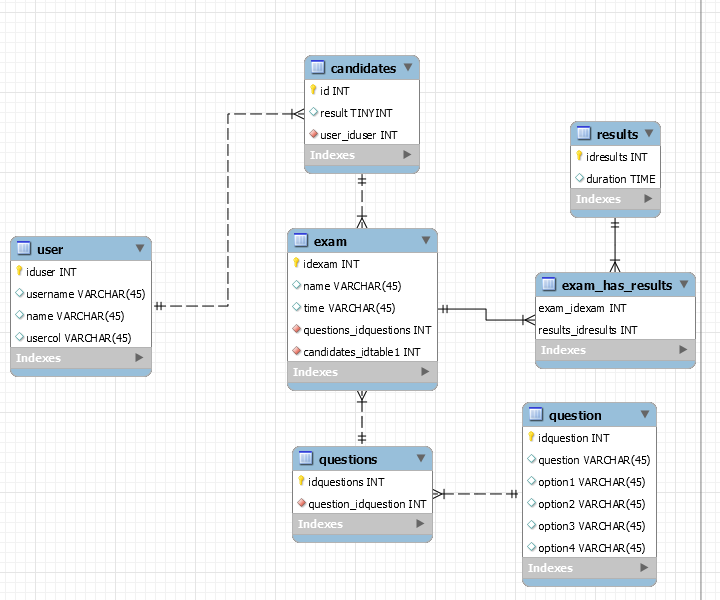 candidates
id INT
result TINYINT
user_iduser INT
Indexes
results
idresults INT
duration TIME
Indexes
user
iduser INT
username VARCHAR(45)
name VARCHAR(45)
usercol VARCHAR(45)
Indexes
exam
idexam INT
name VARCHAR(45)
time VARCHAR(45)
questions_idquestions INT
candidates_idtable1 INT
Indexes
exam_has_results
exam_idexam INT
results_idresults INT
Indexes
questions
idquestions INT
question_idquestion INT
Indexes
question
idquestion INT
question VARCHAR(45)
option1 VARCHAR(45)
option2 VARCHAR(45)
option3 VARCHAR(45)
option4 VARCHAR(45)
Indexes